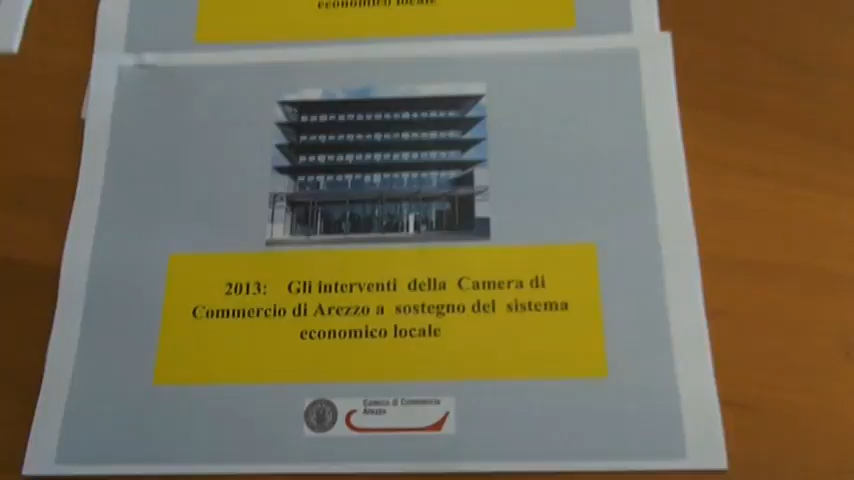 economico locale
2013: Gli interventi della Camera di
Commercio di Arezzo a sostegno del sistema
economico locale
Camera di Commercio
Arezzo